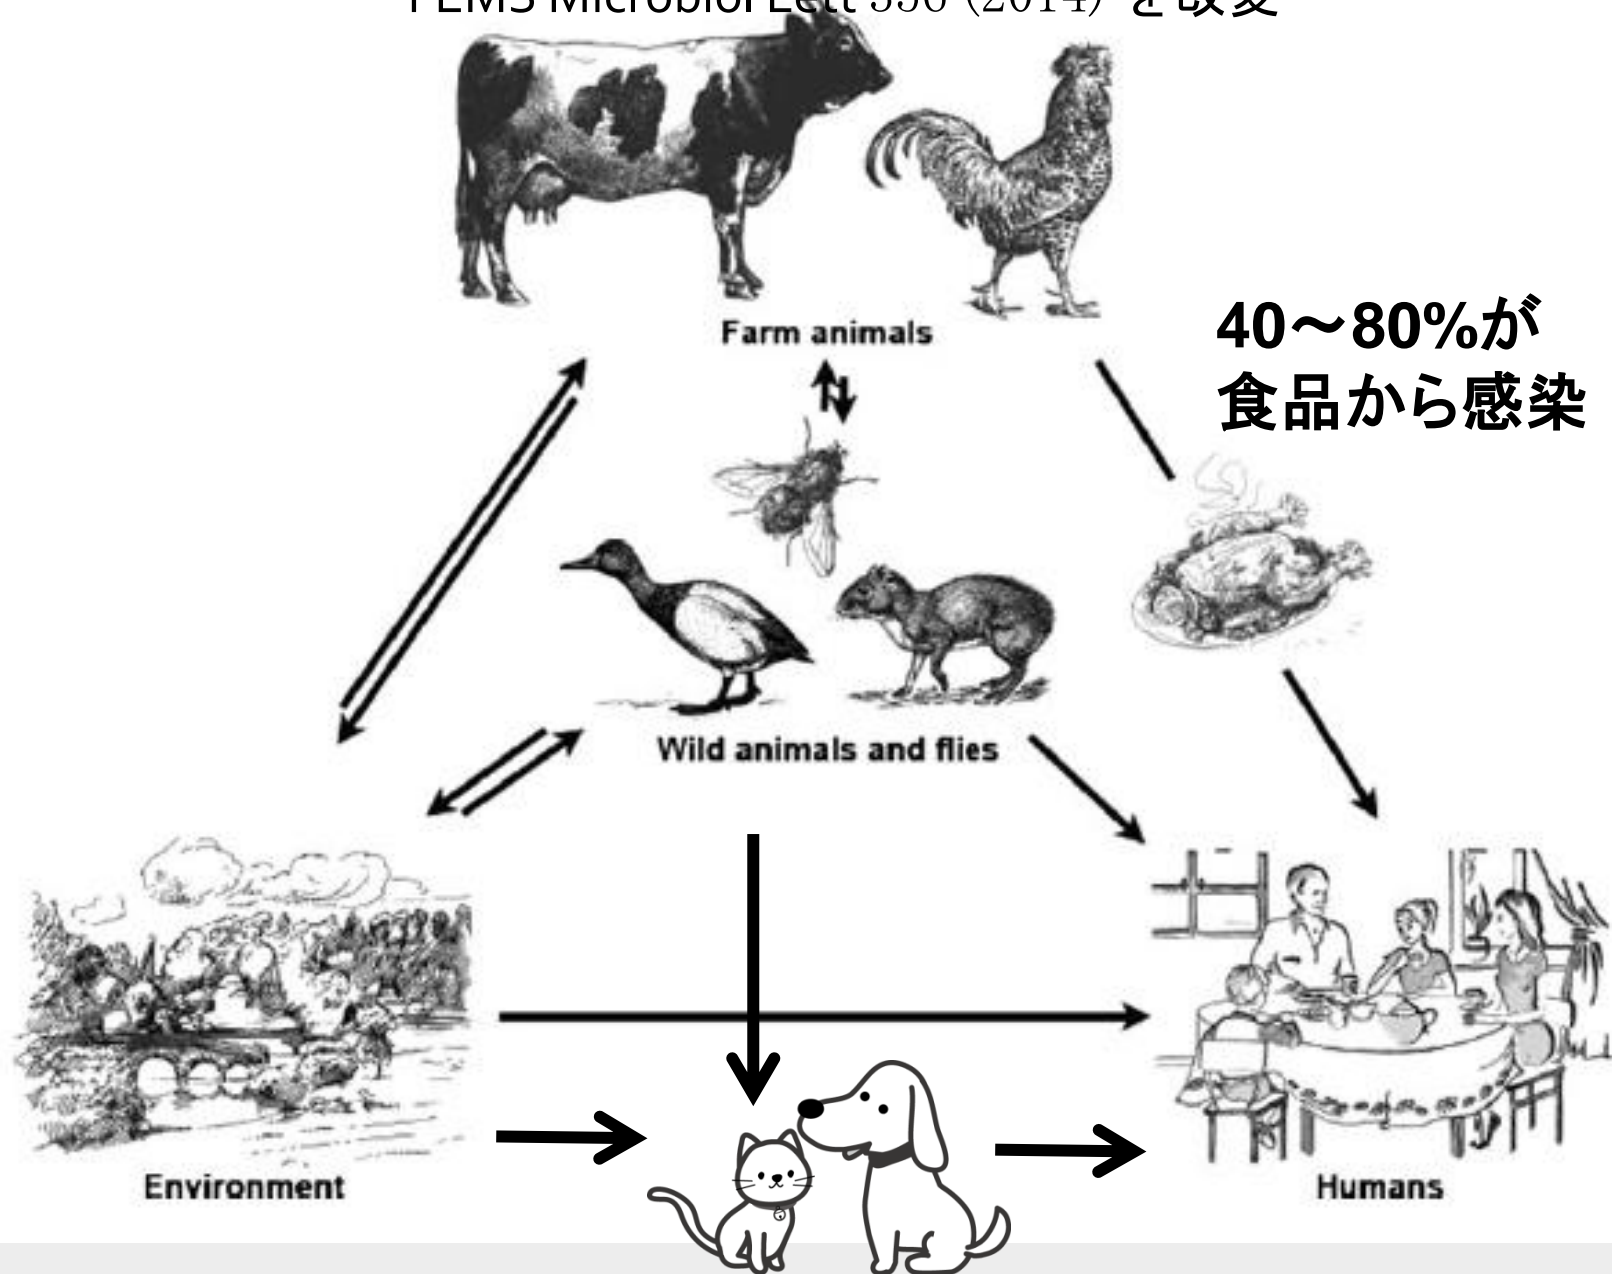 FEMS Microbiol Lett 356 (2014) を改変
Farm animals
40～80%が
食品から感染
Wild animals and flies
Environment
Humans